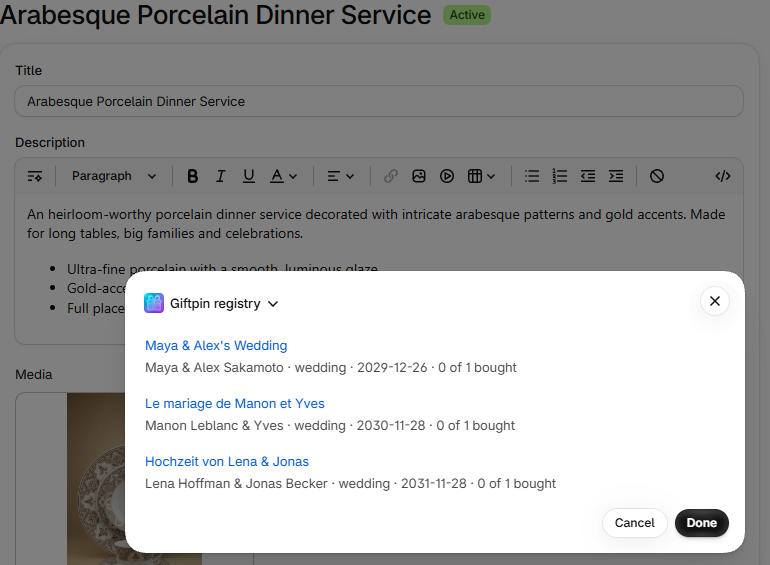 Arabesque Porcelain Dinner Service Active
Title
Arabesque Porcelain Dinner Service
Description
Paragraph
An heirloom-worthy porcelain dinner service decorated with intricate arabesque patterns and gold accents. Made
for long tables, big families and celebrations.
Ultra-fine porcelain with a smooth, luminous glaze
Gold-acce
Full place
Media
Giftpin registry
Maya & Alex's Wedding
Maya & Alex Sakamoto · wedding · 2029-12-26 · 0 of 1 bought
Le mariage de Manon et Yves
Manon Leblanc & Yves · wedding · 2030-11-28 · 0 of 1 bought
Hochzeit von Lena & Jonas
Lena Hoffman & Jonas Becker · wedding · 2031-11-28 · 0 of 1 bought
Cancel Done